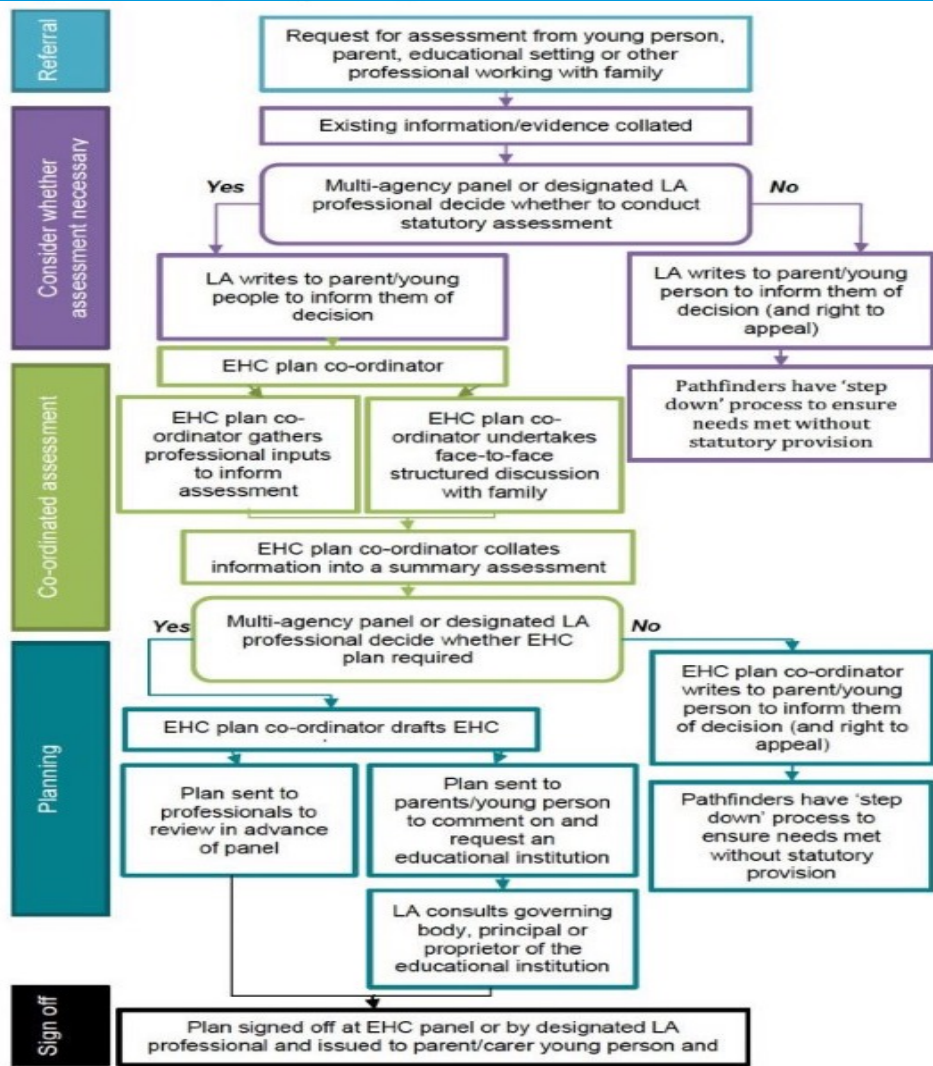 Referral
Request for assessment from young person,
parent, educational setting or other
professional working with family
Consider whether
assessment necessary
Existing information/evidence collated
Yes
Multi-agency panel or designated LA
professional decide whether to conduct
statutory assessment
No
LA writes to parent/young
people to inform them of
decision
LA writes to parent/young
person to inform them of
decision (and right to
appeal)
Pathfinders have ‘step
down’ process to ensure
needs met without
statutory provision
Co-ordinated assessment
EHC plan co-ordinator
EHC plan co-
ordinator gathers
professional inputs
to inform
assessment
EHC plan co-
ordinator undertakes
face-to-face
structured discussion
with family
EHC plan co-ordinator collates
information into a summary assessment
Yes
Multi-agency panel or designated LA
professional decide whether EHC
plan required
No
Planning
EHC plan co-ordinator
writes to parent/young
person to inform them
of decision (and right to
appeal)
EHC plan co-ordinator drafts EHC
Plan sent to
professionals to
review in advance
of panel
Plan sent to
parents/young person
to comment on and
request an
educational institution
Pathfinders have ‘step
down’ process to
ensure needs met
without statutory
provision
LA consults governing
body, principal or
proprietor of the
educational institution
Sign off
Plan signed off at EHC panel or by designated LA
professional and issued to parent/carer young person and